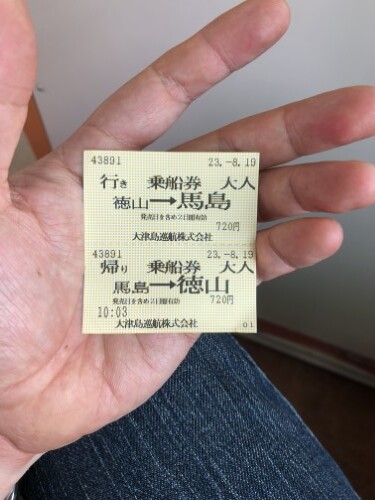 43891 23.-8.19
行き 乗船券 大人
徳山→馬島
発売日を含め2日間有効
720円
大津島巡航株式会社
43891 23.-8.19
帰り 乗船券 大人
馬島→徳山
発売日を含め2日間有効
720円
10:03
大津島巡航株式会社
01